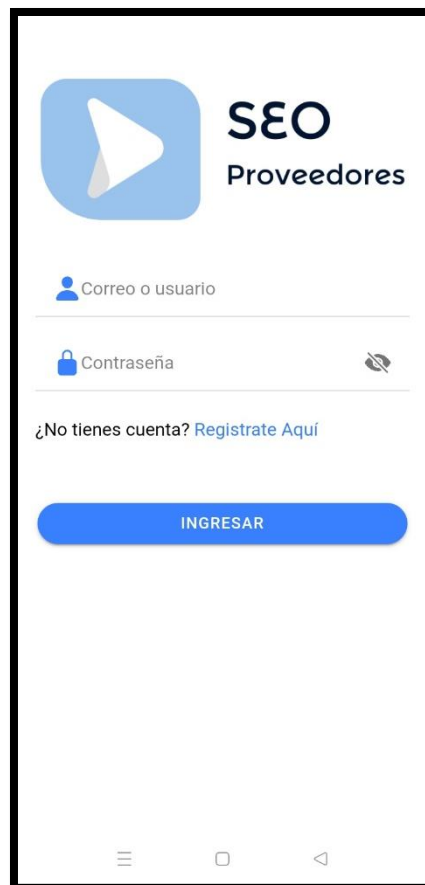 SEO
Proveedores
Correo o usuario
Contraseña
¿No tienes cuenta? Registrate Aquí
INGRESAR